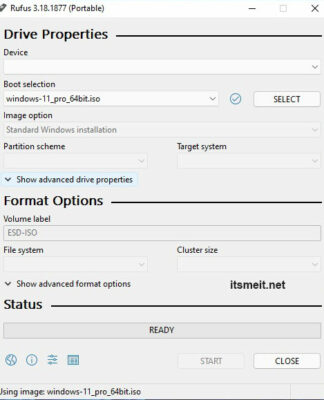 Rufus 3.18.1877 (Portable)
Drive Properties
Device
Boot selection
windows-11_pro_64bit.iso
SELECT
Image option
Standard Windows installation
Partition scheme
Target system
Show advanced drive properties
Format Options
Volume label
ESD-ISO
File system
Cluster size
Show advanced format options
itsmeit.net
Status
READY
START
CLOSE
Using image: windows-11_pro_64bit.iso